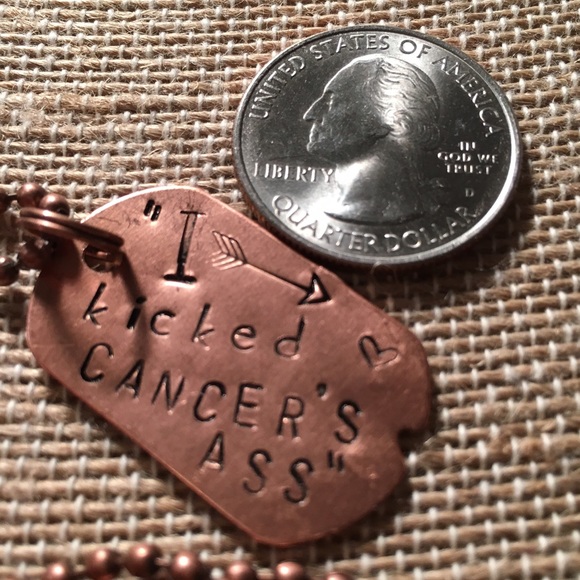 "I
kicked
CANCER'S
ASS"
UNITED STATES OF AMERICA
LIBERTY
IN
GOD WE
TRUST
D
QUARTER DOLLAR